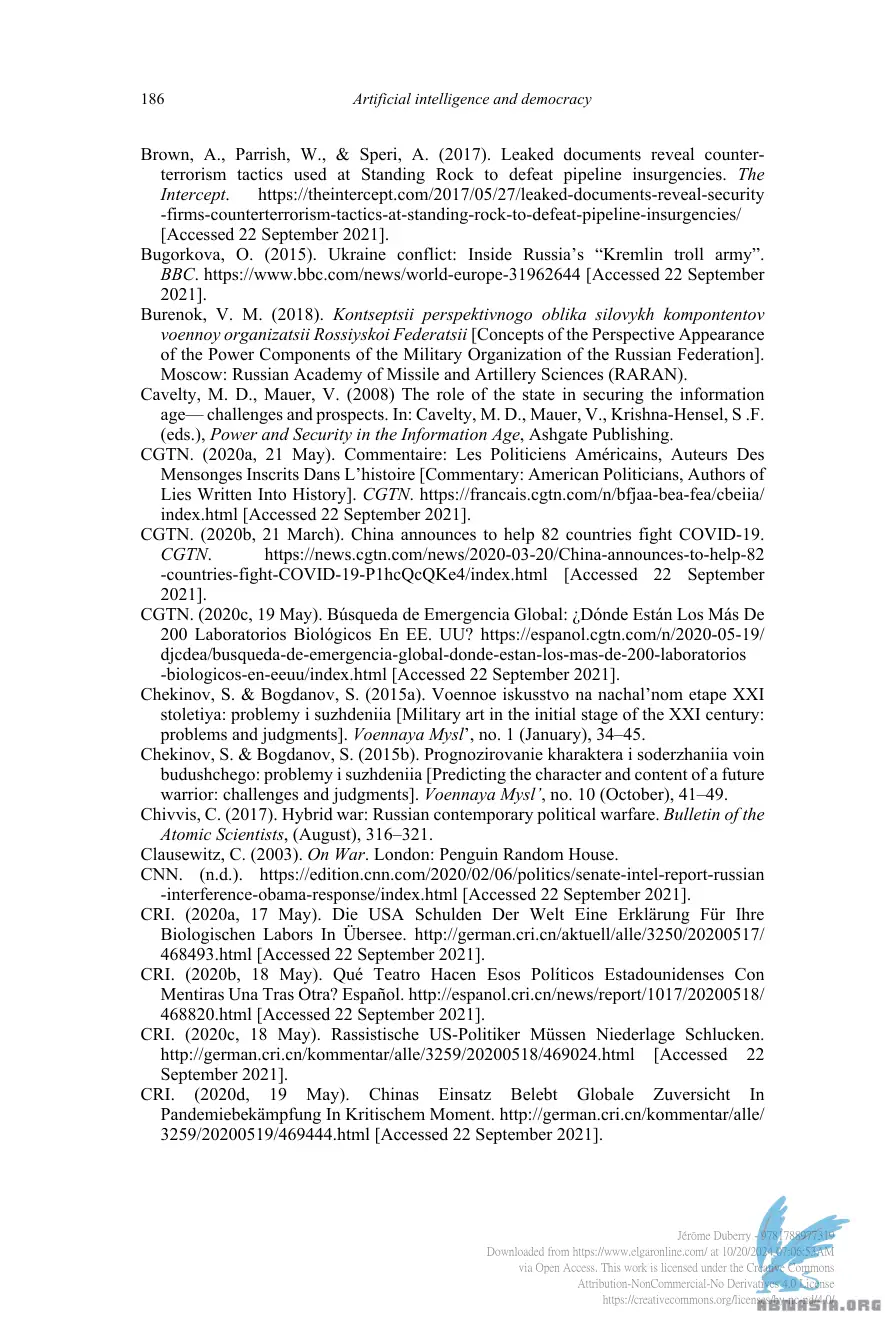 186 Artificial intelligence and democracy
Brown, A., Parrish, W., & Speri, A. (2017). Leaked documents reveal counter-
terrorism tactics used at Standing Rock to defeat pipeline insurgencies. The
Intercept. https://theintercept.com/2017/05/27/leaked-documents-reveal-security
-firms-counterterrorism-tactics-at-standing-rock-to-defeat-pipeline-insurgencies/
[Accessed 22 September 2021].
Bugorkova, O. (2015). Ukraine conflict: Inside Russia’s “Kremlin troll army”.
BBC. https://www.bbc.com/news/world-europe-31962644 [Accessed 22 September
2021].
Burenok, V. M. (2018). Kontseptsii perspektivnogo oblika silovykh kompontentov
voennoy organizatsii Rossiyskoi Federatsii [Concepts of the Perspective Appearance
of the Power Components of the Military Organization of the Russian Federation].
Moscow: Russian Academy of Missile and Artillery Sciences (RARAN).
Cavelty, M. D., Mauer, V. (2008) The role of the state in securing the information
age— challenges and prospects. In: Cavelty, M. D., Mauer, V., Krishna-Hensel, S .F.
(eds.), Power and Security in the Information Age, Ashgate Publishing.
CGTN. (2020a, 21 May). Commentaire: Les Politiciens Américains, Auteurs Des
Mensonges Inscrits Dans L’histoire [Commentary: American Politicians, Authors of
Lies Written Into History]. CGTN. https://francais.cgtn.com/n/bfjaa-bea-fea/cbeiia/
index.html [Accessed 22 September 2021].
CGTN. (2020b, 21 March). China announces to help 82 countries fight COVID-19.
CGTN. https://news.cgtn.com/news/2020-03-20/China-announces-to-help-82
-countries-fight-COVID-19-P1hcQcQKe4/index.html [Accessed 22 September
2021].
CGTN. (2020c, 19 May). Búsqueda de Emergencia Global: ¿Dónde Están Los Más De
200 Laboratorios Biológicos En EE. UU? https://espanol.cgtn.com/n/2020-05-19/
djcdea/busqueda-de-emergencia-global-donde-estan-los-mas-de-200-laboratorios
-biologicos-en-eeuu/index.html [Accessed 22 September 2021].
Chekinov, S. & Bogdanov, S. (2015a). Voennoe iskusstvo na nachal’nom etape XXI
stoletiya: problemy i suzhdeniia [Military art in the initial stage of the XXI century:
problems and judgments]. Voennaya Mysl’, no. 1 (January), 34–45.
Chekinov, S. & Bogdanov, S. (2015b). Prognozirovanie kharaktera i soderzhaniia voin
budushchego: problemy i suzhdeniia [Predicting the character and content of a future
warrior: challenges and judgments]. Voennaya Mysl’, no. 10 (October), 41–49.
Chivvis, C. (2017). Hybrid war: Russian contemporary political warfare. Bulletin of the
Atomic Scientists, (August), 316–321.
Clausewitz, C. (2003). On War. London: Penguin Random House.
CNN. (n.d.). https://edition.cnn.com/2020/02/06/politics/senate-intel-report-russian
-interference-obama-response/index.html [Accessed 22 September 2021].
CRI. (2020a, 17 May). Die USA Schulden Der Welt Eine Erklärung Für Ihre
Biologischen Labors In Übersee. http://german.cri.cn/aktuell/alle/3250/20200517/
468493.html [Accessed 22 September 2021].
CRI. (2020b, 18 May). Qué Teatro Hacen Esos Políticos Estadounidenses Con
Mentiras Una Tras Otra? Español. http://espanol.cri.cn/news/report/1017/20200518/
468820.html [Accessed 22 September 2021].
CRI. (2020c, 18 May). Rassistische US-Politiker Müssen Niederlage Schlucken.
http://german.cri.cn/kommentar/alle/3259/20200518/469024.html [Accessed 22
September 2021].
CRI. (2020d, 19 May). Chinas Einsatz Belebt Globale Zuversicht In
Pandemiebekämpfung In Kritischem Moment. http://german.cri.cn/kommentar/alle/
3259/20200519/469444.html [Accessed 22 September 2021].
Jérôme Duberry - 9781788977319
Downloaded from https://www.elgaronline.com/ at 10/20/2024 07:06:53AM
via Open Access. This work is licensed under the Creative Commons
Attribution-NonCommercial-No Derivatives 4.0 License
https://creativecommons.org/licenses/by-nc-nd/4.0/
ABTNASIA.ORG